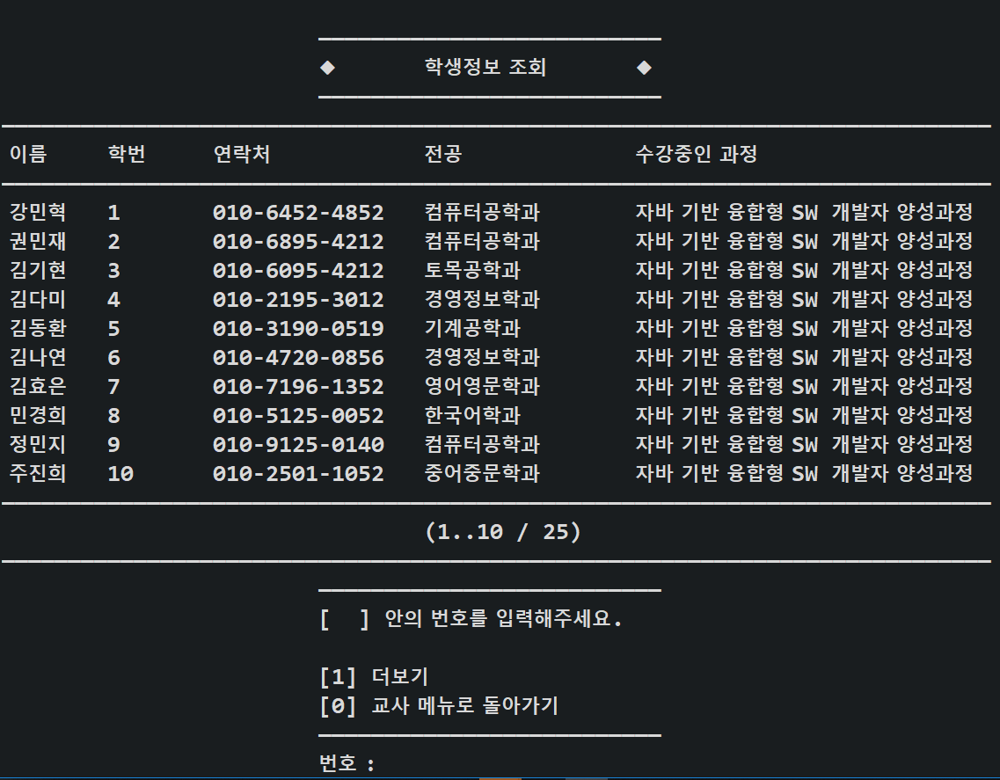 ◆ 학생정보 조회 ◆
이름 학번 연락처 전공 수강중인 과정
강민혁 1 010-6452-4852 컴퓨터공학과 자바 기반 융합형 SW 개발자 양성과정
권민재 2 010-6895-4212 컴퓨터공학과 자바 기반 융합형 SW 개발자 양성과정
김기현 3 010-6095-4212 토목공학과 자바 기반 융합형 SW 개발자 양성과정
김다미 4 010-2195-3012 경영정보학과 자바 기반 융합형 SW 개발자 양성과정
김동환 5 010-3190-0519 기계공학과 자바 기반 융합형 SW 개발자 양성과정
김나연 6 010-4720-0856 경영정보학과 자바 기반 융합형 SW 개발자 양성과정
김효은 7 010-7196-1352 영어영문학과 자바 기반 융합형 SW 개발자 양성과정
민경희 8 010-5125-0052 한국어학과 자바 기반 융합형 SW 개발자 양성과정
정민지 9 010-9125-0140 컴퓨터공학과 자바 기반 융합형 SW 개발자 양성과정
주진희 10 010-2501-1052 중어중문학과 자바 기반 융합형 SW 개발자 양성과정
(1..10 / 25)
[ ] 안의 번호를 입력해주세요.
[1] 더보기
[0] 교사 메뉴로 돌아가기
번호 :